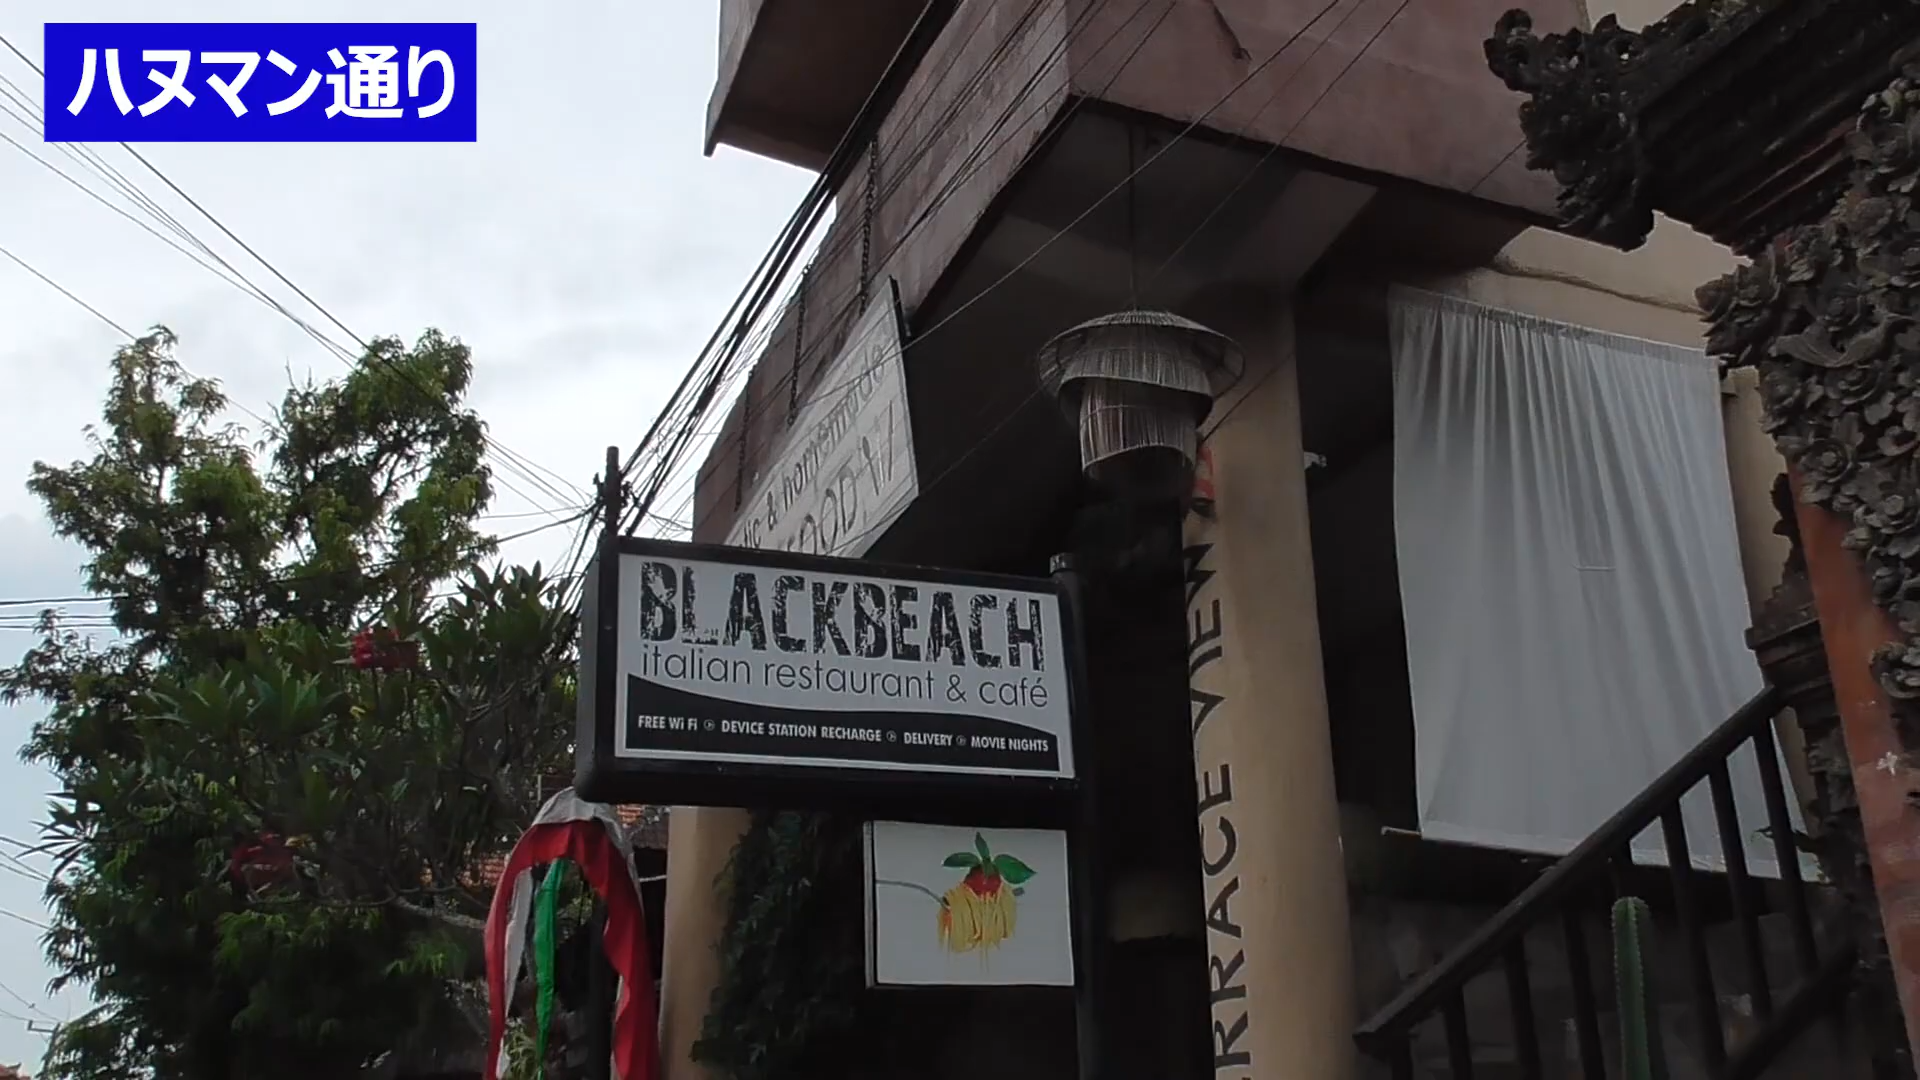 ハヌマン通り
& homemade
BLACKBEACH
italian restaurant & café
FREE Wi Fi DEVICE STATION RECHARGE DELIVERY MOVIE NIGHTS
VIEW